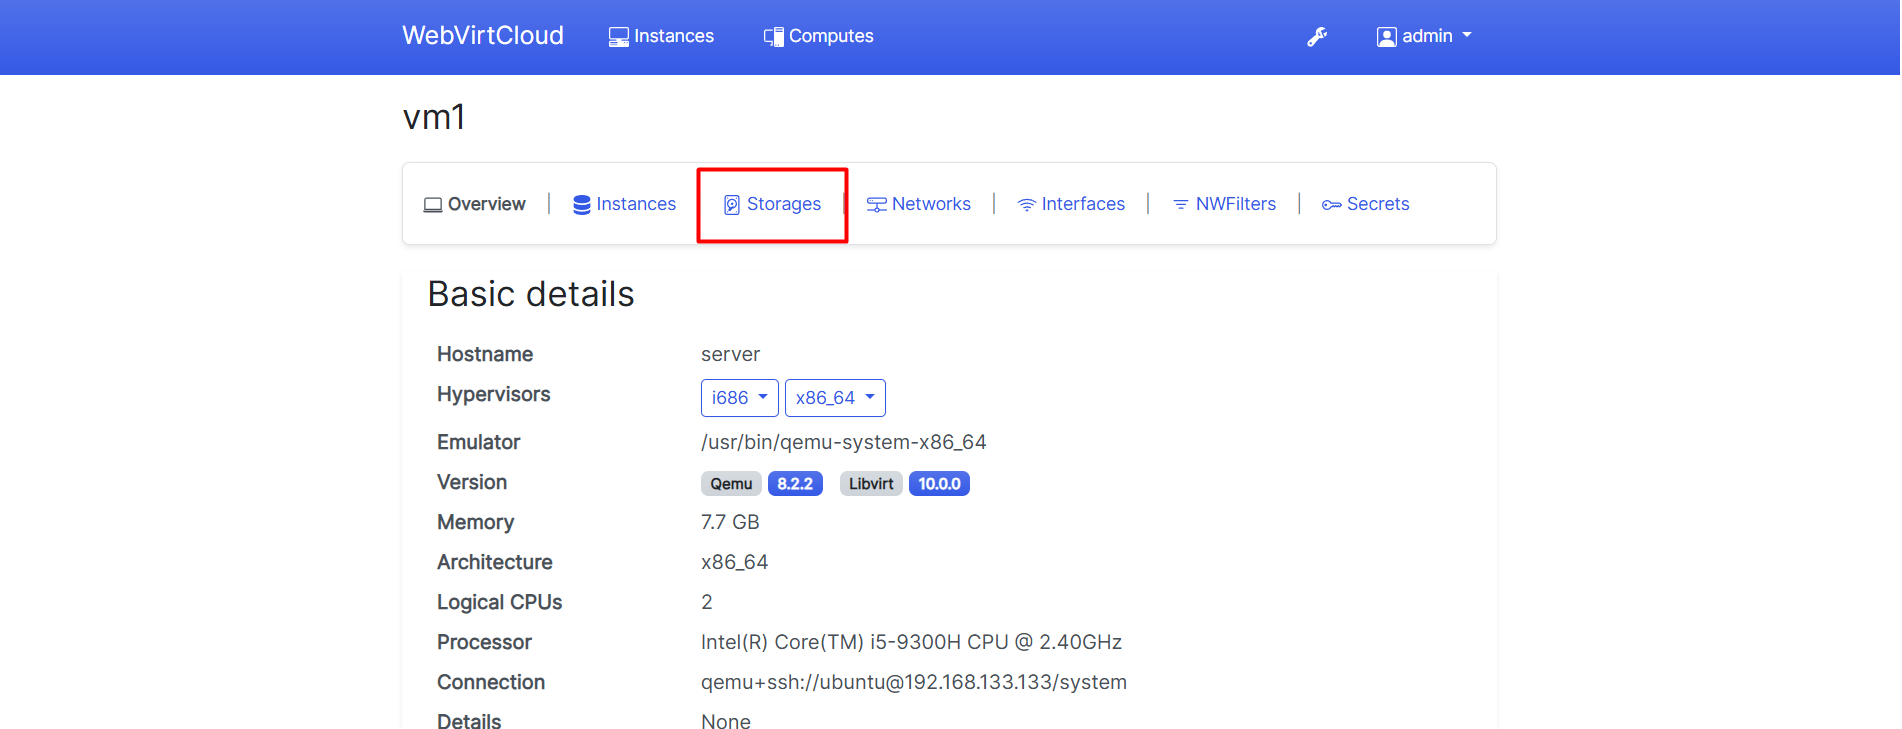 WebVirtCloud Instances Computes admin
vm1
Overview | Instances | Storages | Networks | Interfaces | NWFilters | Secrets
Basic details
Hostname server
Hypervisors i686 x86_64
Emulator /usr/bin/qemu-system-x86_64
Version Qemu 8.2.2 Libvirt 10.0.0
Memory 7.7 GB
Architecture x86_64
Logical CPUs 2
Processor Intel(R) Core(TM) i5-9300H CPU @ 2.40GHz
Connection qemu+ssh://ubuntu@192.168.133.133/system
Details None